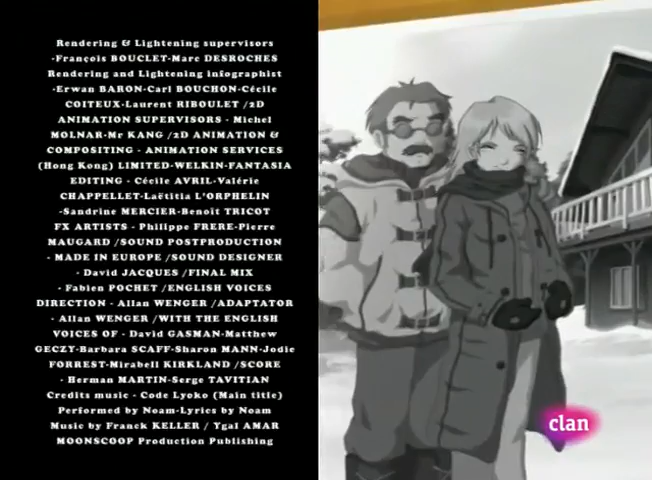 Rendering & Lightening supervisors
-François BOUCLET-Marc DESROCHES
Rendering and Lightening infographist
-Erwan BARON-Carl BOUCHON-Cécile
COITEUX-Laurent RIBOULET /2D
ANIMATION SUPERVISORS - Michel
MOLNAR-Mr KANG /2D ANIMATION &
COMPOSITING - ANIMATION SERVICES
(Hong Kong) LIMITED-WELKIN-FANTASIA
EDITING - Cécile AVRIL-Valérie
CHAPPELLET-Laëtitia L'ORPHELIN
-Sandrine MERCIER-Benoit TRICOT
FX ARTISTS - Philippe FRERE-Pierre
MAUGARD /SOUND POSTPRODUCTION
- MADE IN EUROPE /SOUND DESIGNER
- David JACQUES /FINAL MIX
- Fabien POCHET /ENGLISH VOICES
DIRECTION - Allan WENGER /ADAPTATOR
- Allan WENGER /WITH THE ENGLISH
VOICES OF - David GASMAN-Matthew
GECZY-Barbara SCAFF-Sharon MANN-Jodie
FORREST-Mirabell KIRKLAND /SCORE
- Herman MARTIN-Serge TAVITIAN
Credits music - Code Lyoko (Main title)
Performed by Noam-Lyrics by Noam
Music by Franck KELLER / Ygal AMAR
MOONSCOOP Production Publishing
clan